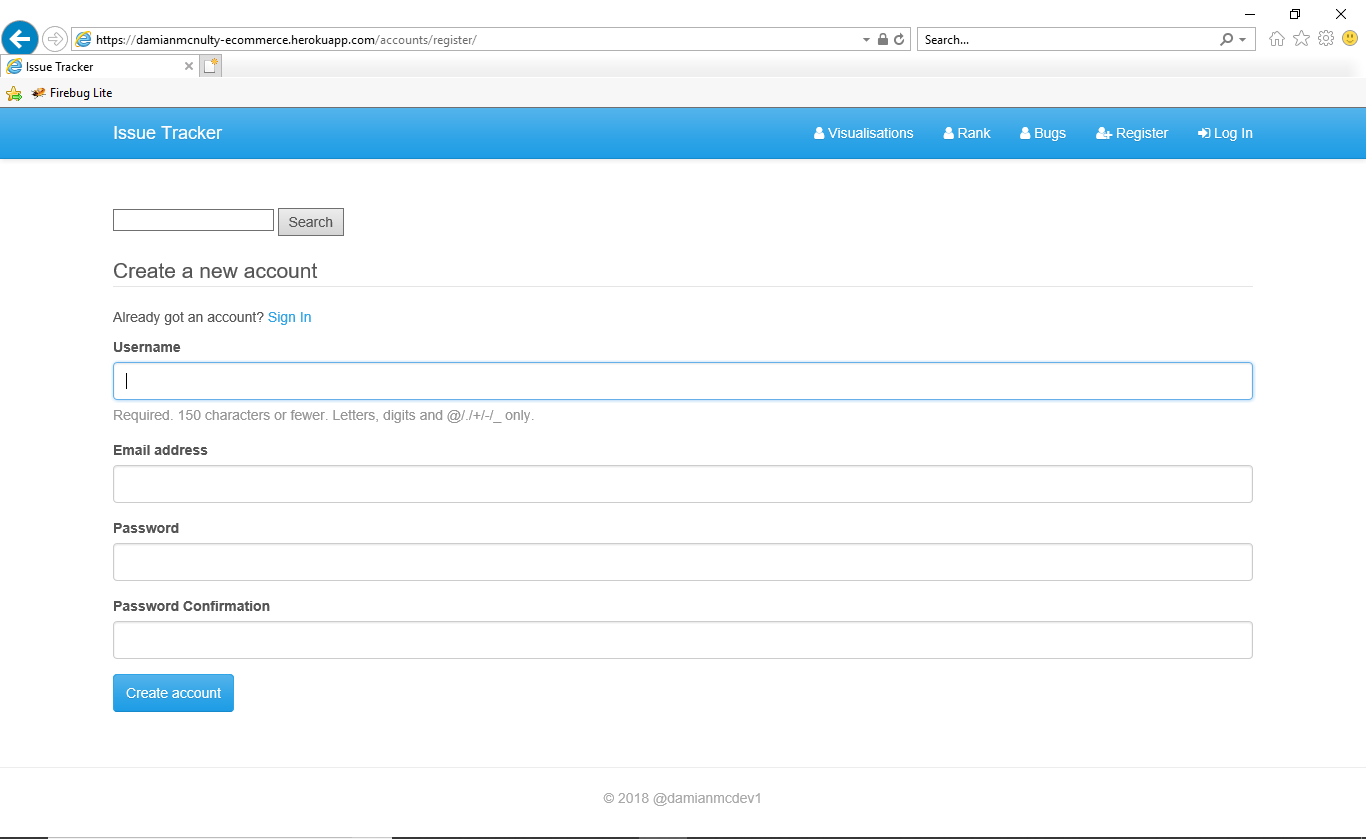 https://damianmcnulty-ecommerce.herokuapp.com/accounts/register/
Search...
Issue Tracker
Firebug Lite
Issue Tracker
Visualisations
Rank
Bugs
Register
Log In
Search
Create a new account
Already got an account? Sign In
Username
Required. 150 characters or fewer. Letters, digits and @/./+/-/_ only.
Email address
Password
Password Confirmation
Create account
© 2018 @damianmcdev1